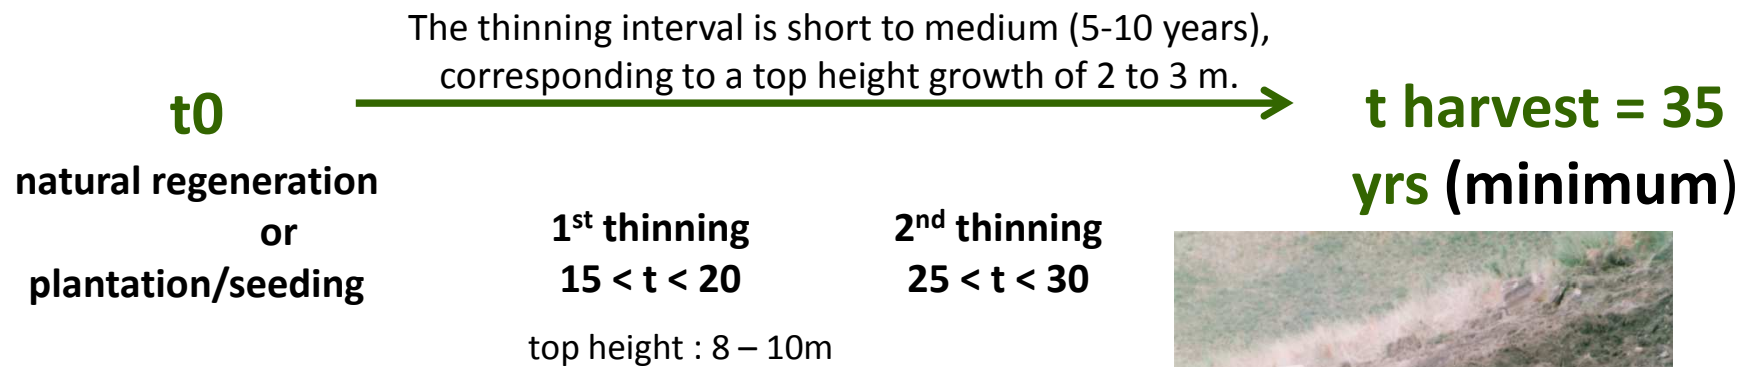 The thinning interval is short to medium (5-10 years),
corresponding to a top height growth of 2 to 3 m.
t0
t harvest = 35
yrs (minimum)
natural regeneration
or
plantation/seeding
1st thinning
15 < t < 20
2nd thinning
25 < t < 30
top height : 8 – 10m